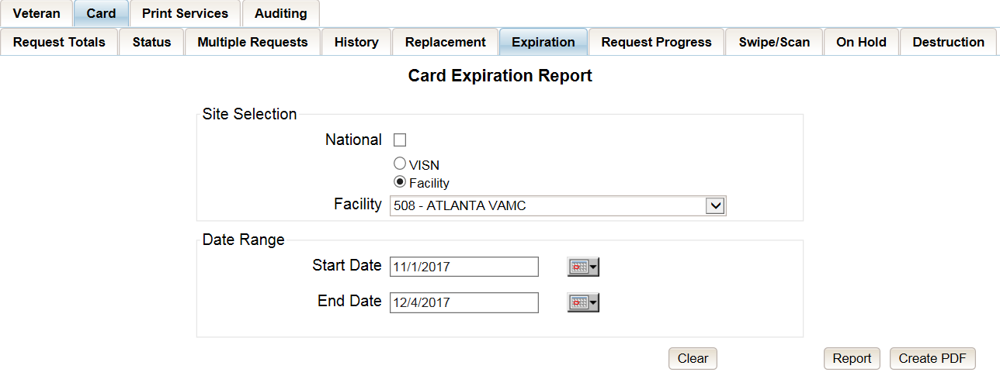 Veteran Card Print Services Auditing
Request Totals Status Multiple Requests History Replacement Expiration Request Progress Swipe/Scan On Hold Destruction
Card Expiration Report
Site Selection
National
VISN
Facility
Facility 508 - ATLANTA VAMC
Date Range
Start Date 11/1/2017
End Date 12/4/2017
Clear Report Create PDF